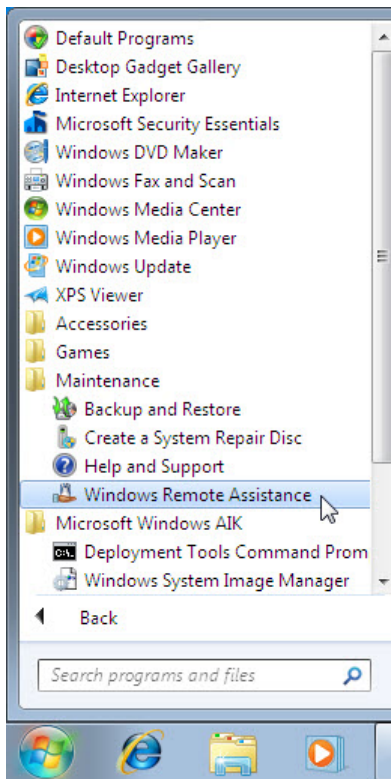 Default Programs
Desktop Gadget Gallery
Internet Explorer
Microsoft Security Essentials
Windows DVD Maker
Windows Fax and Scan
Windows Media Center
Windows Media Player
Windows Update
XPS Viewer
Accessories
Games
Maintenance
Backup and Restore
Create a System Repair Disc
Help and Support
Windows Remote Assistance
Microsoft Windows AIK
Deployment Tools Command Prom
Windows System Image Manager
Back
Search programs and files